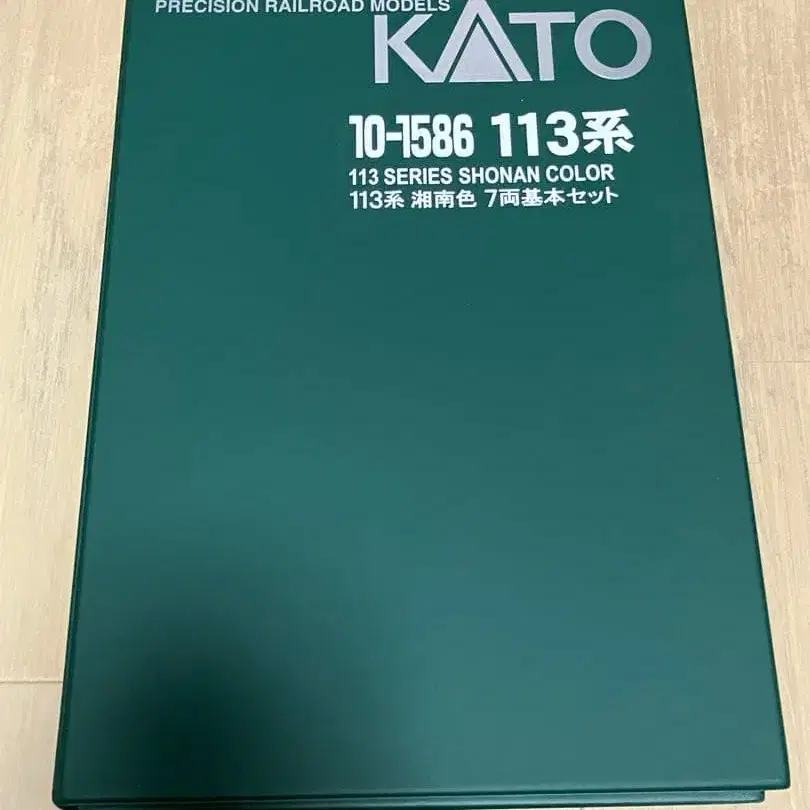 PRECISION RAILROAD MODELS
KATO
10-1586 113系
113 SERIES SHONAN COLOR
113系 湘南色 7両基本セット